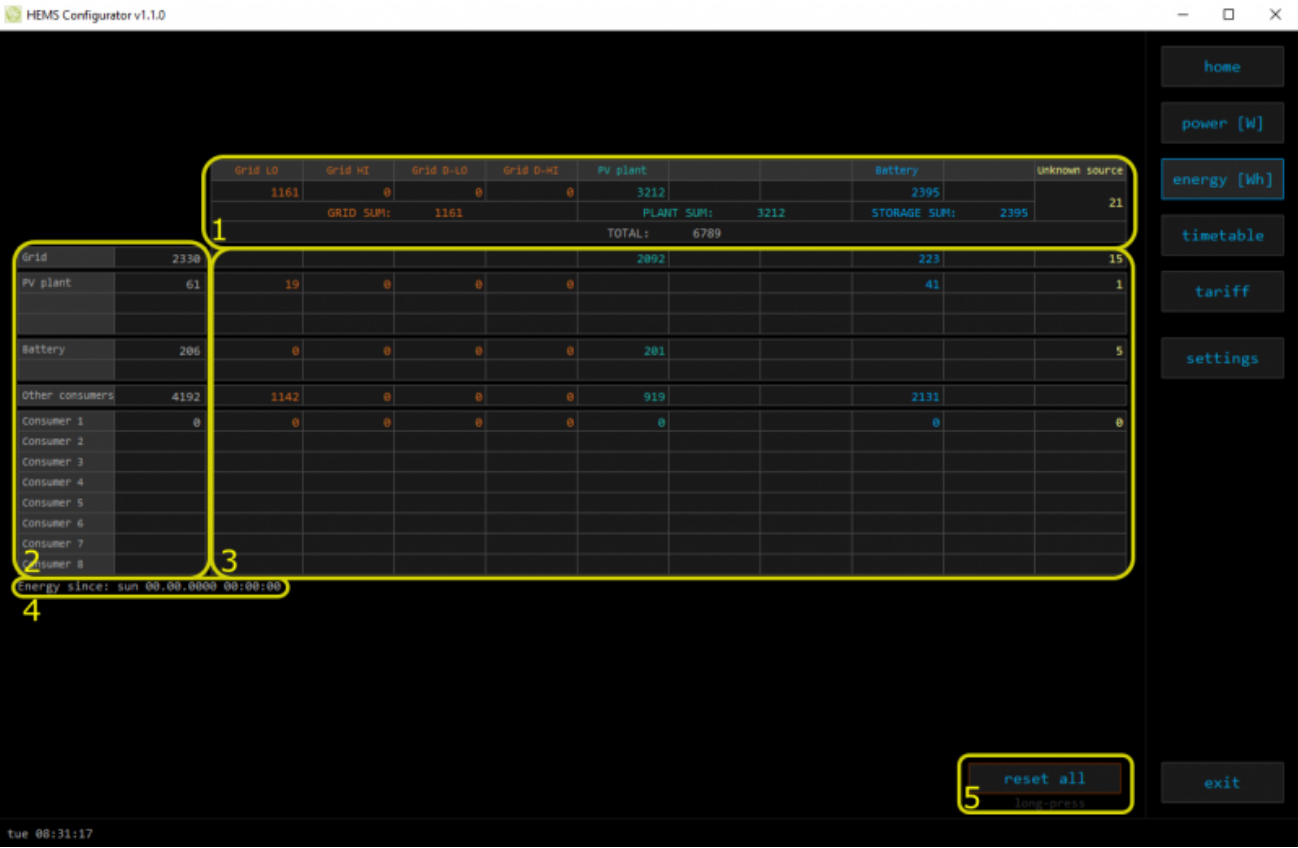 HEMS Configurator v1.1.0
home
power [W]
energy [Wh]
timetable
tariff
settings
Grid LO Grid HI Grid D-LO Grid D-HI PV plant Battery Unknown source
1161 0 0 0 3212 2395 21
GRID SUM: 1161 PLANT SUM: 3212 STORAGE SUM: 2395
1 TOTAL: 6789
Grid 2330 2092 223 15
PV plant 61 19 0 0 0 41 1
Battery 206 0 0 0 0 201 5
Other consumers 4192 1142 0 0 0 919 2131
Consumer 1 0 0 0 0 0 0 0 0
Consumer 2
Consumer 3
Consumer 4
Consumer 5
Consumer 6
Consumer 7
2 3
Consumer 8
Energy since: sun 00.00.0000 00:00:00
4
reset all
5 long-press
exit
tue 08:31:17